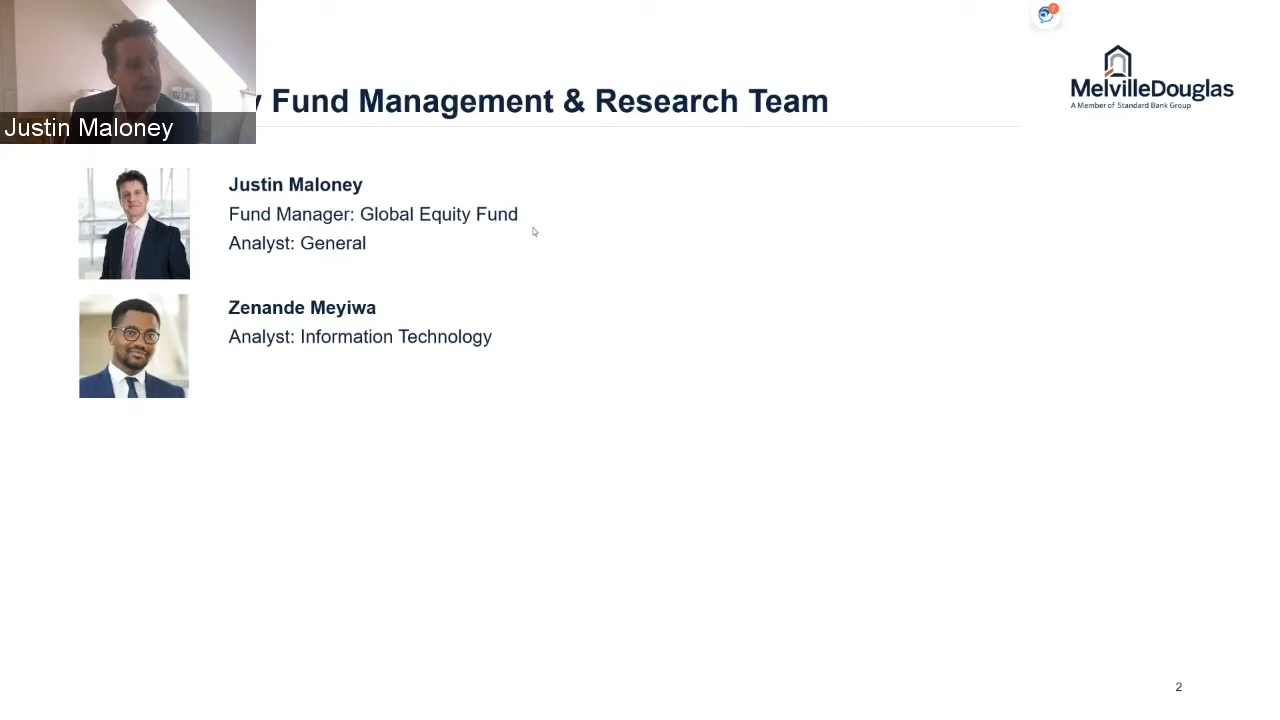 Justin Maloney
y Fund Management & Research Team
MelvilleDouglas
A Member of Standard Bank Group
7
Justin Maloney
Fund Manager: Global Equity Fund
Analyst: General
Zenande Meyiwa
Analyst: Information Technology
2